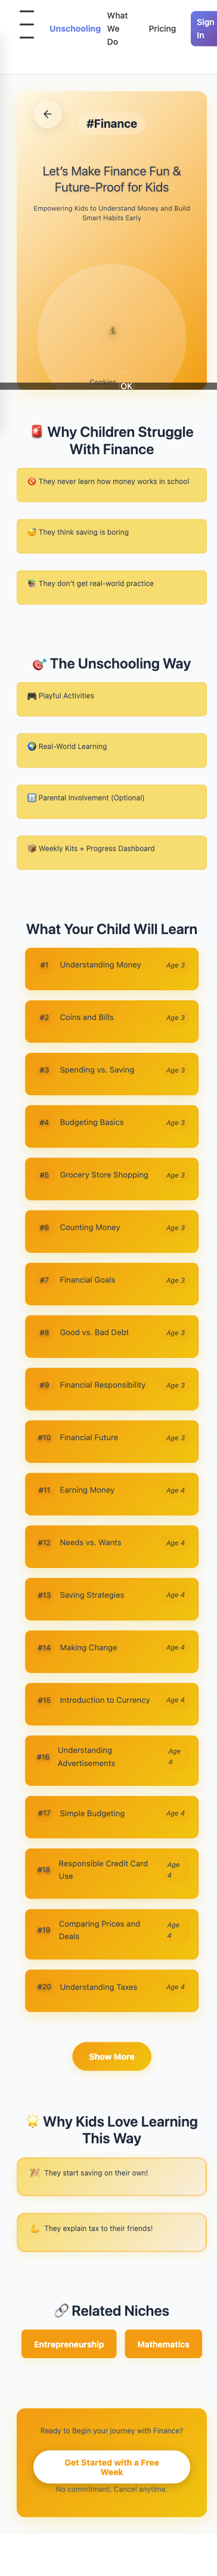 Unschooling
What
We
Do
Pricing
Sign
In
#Finance
Let's Make Finance Fun &
Future-Proof for Kids
Empowering Kids to Understand Money and Build
Smart Habits Early
Cookies
OK
🚨 Why Children Struggle
With Finance
🚫 They never learn how money works in school
😴 They think saving is boring
💸 They don't get real-world practice
🎯 The Unschooling Way
🎮 Playful Activities
🌍 Real-World Learning
Parental Involvement (Optional)
📦 Weekly Kits + Progress Dashboard
What Your Child Will Learn
#1 Understanding Money Age 3
#2 Coins and Bills Age 3
#3 Spending vs. Saving Age 3
#4 Budgeting Basics Age 3
#5 Grocery Store Shopping Age 3
#6 Counting Money Age 3
#7 Financial Goals Age 3
#8 Good vs. Bad Debt Age 3
#9 Financial Responsibility Age 3
#10 Financial Future Age 3
#11 Earning Money Age 4
#12 Needs vs. Wants Age 4
#13 Saving Strategies Age 4
#14 Making Change Age 4
#15 Introduction to Currency Age 4
#16 Understanding
Advertisements
Age
4
#17 Simple Budgeting Age 4
#18 Responsible Credit Card
Use
Age
4
#19 Comparing Prices and
Deals
Age
4
#20 Understanding Taxes Age 4
Show More
🌟 Why Kids Love Learning
This Way
🎉 They start saving on their own!
💪 They explain tax to their friends!
🔗 Related Niches
Entrepreneurship
Mathematics
Ready to Begin your journey with Finance?
Get Started with a Free
Week
No commitment. Cancel anytime.